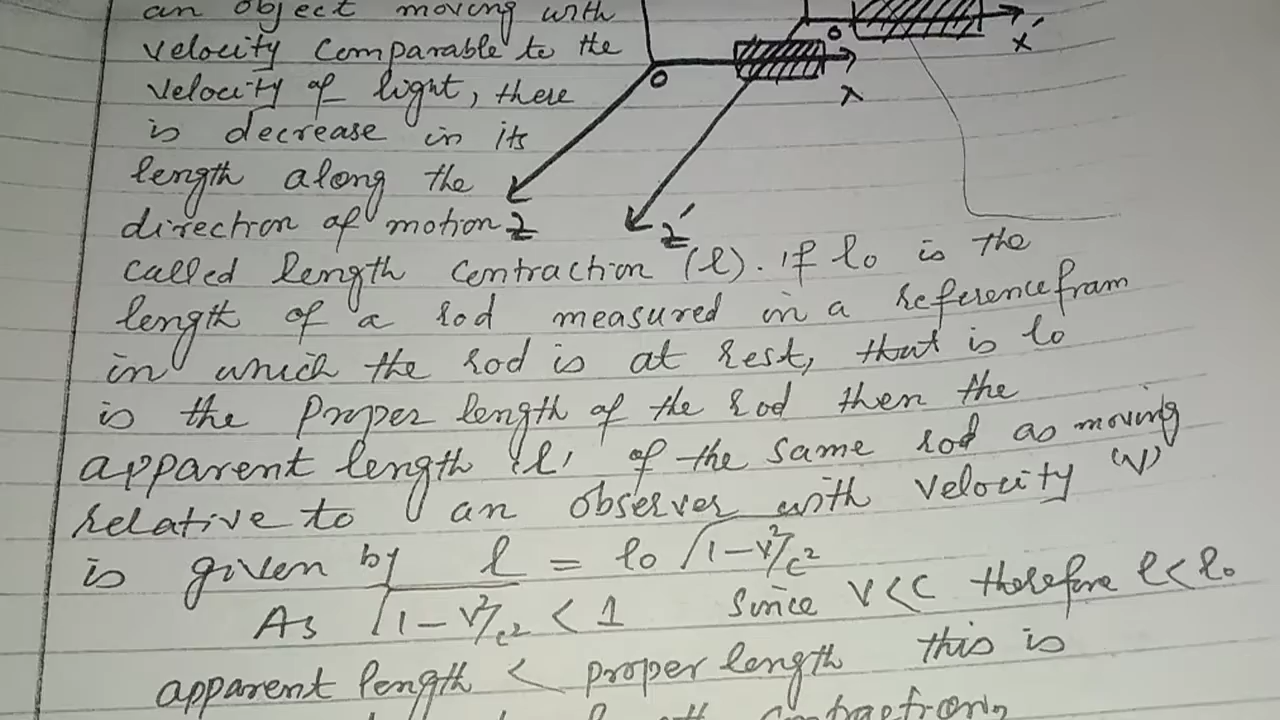 an object moving with
velocity comparable to the
velocity of light, there
is decrease in its
length along the
direction of motion
called length contraction (l). if l₀ is the
length of a rod measured in a reference fram
in which the rod is at rest, that is l₀
is the proper length of the rod then the
apparent length 'l' of the same rod as moving
relative to an observer with velocity 'v'
is given by l = l₀ √1-v²/c²
As √1-v²/c² < 1 since v<c therefore l<l₀
apparent length < proper length this is
contraction,
o
x'
o
z
z'